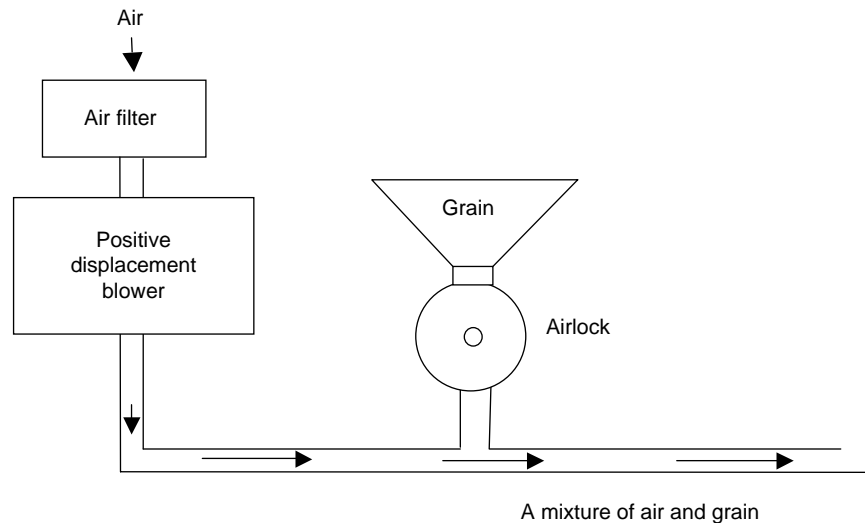 Air
Air filter
Positive
displacement
blower
Grain
Airlock
A mixture of air and grain